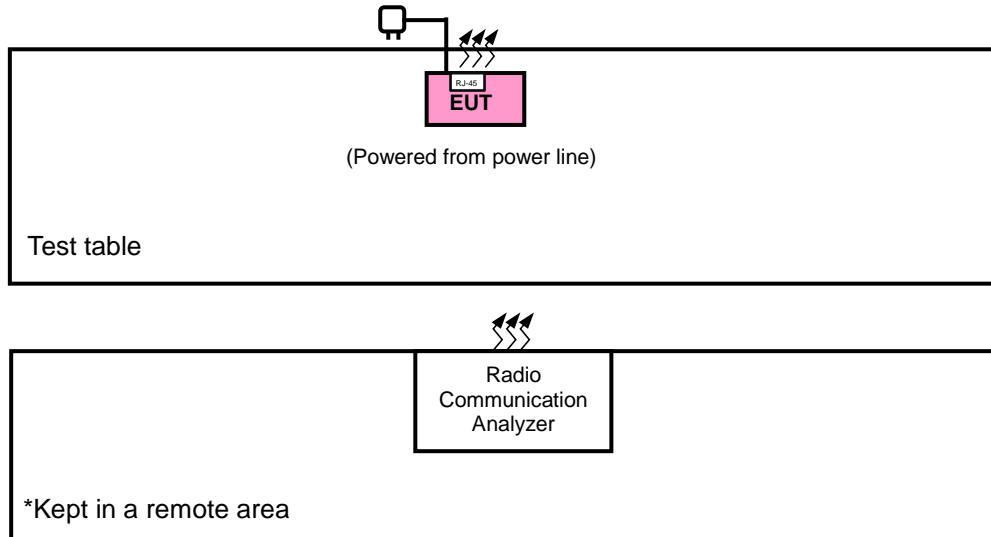 RJ-45
EUT
(Powered from power line)
Test table
Radio
Communication
Analyzer
*Kept in a remote area